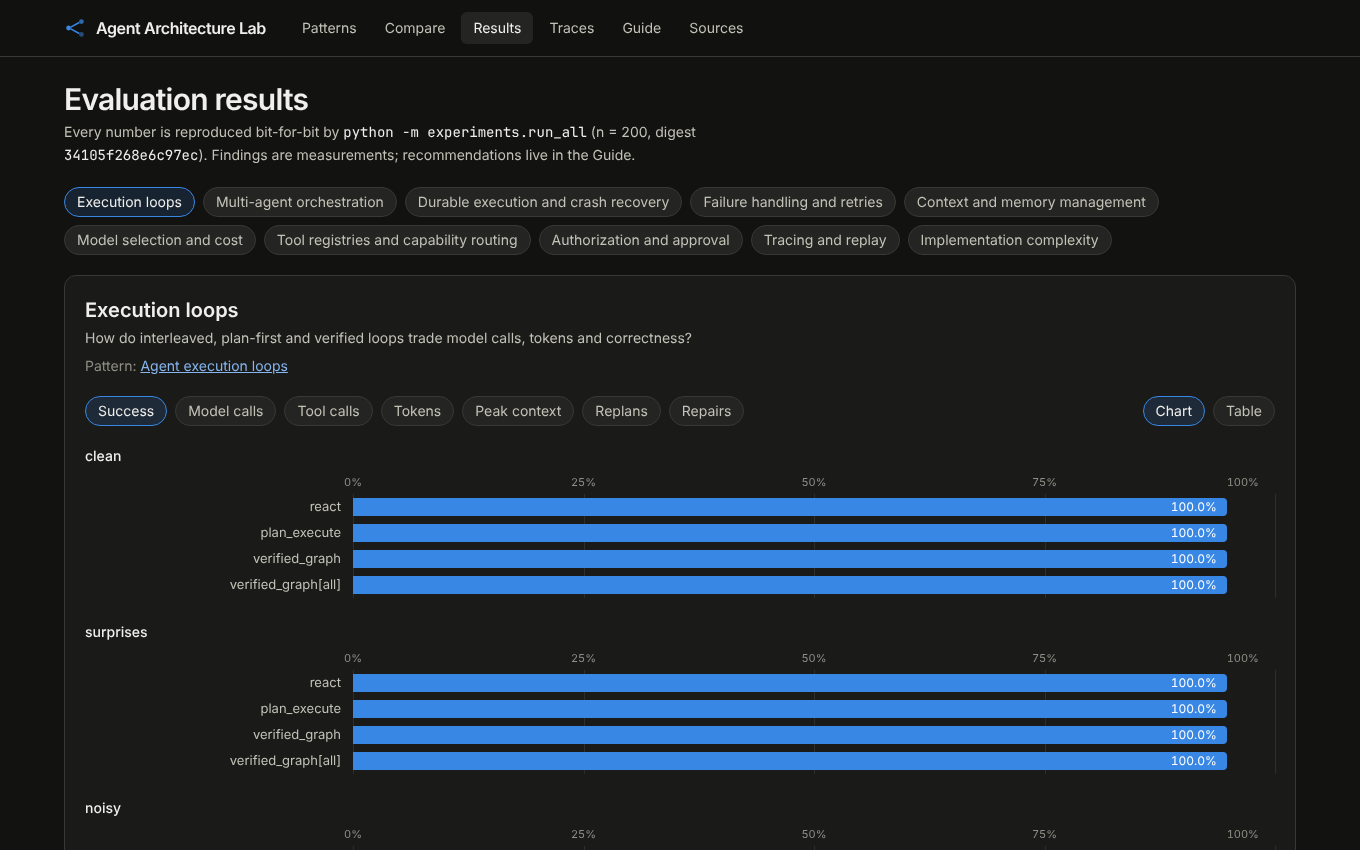 Agent Architecture Lab Patterns Compare Results Traces Guide Sources
Evaluation results
Every number is reproduced bit-for-bit by python -m experiments.run_all (n = 200, digest
34105f268e6c97ec). Findings are measurements; recommendations live in the Guide.
Execution loops Multi-agent orchestration Durable execution and crash recovery Failure handling and retries Context and memory management
Model selection and cost Tool registries and capability routing Authorization and approval Tracing and replay Implementation complexity
Execution loops
How do interleaved, plan-first and verified loops trade model calls, tokens and correctness?
Pattern: Agent execution loops
Success Model calls Tool calls Tokens Peak context Replans Repairs Chart Table
clean
0% 25% 50% 75% 100%
react 100.0%
plan_execute 100.0%
verified_graph 100.0%
verified_graph[all] 100.0%
surprises
0% 25% 50% 75% 100%
react 100.0%
plan_execute 100.0%
verified_graph 100.0%
verified_graph[all] 100.0%
noisy
0% 25% 50% 75% 100%